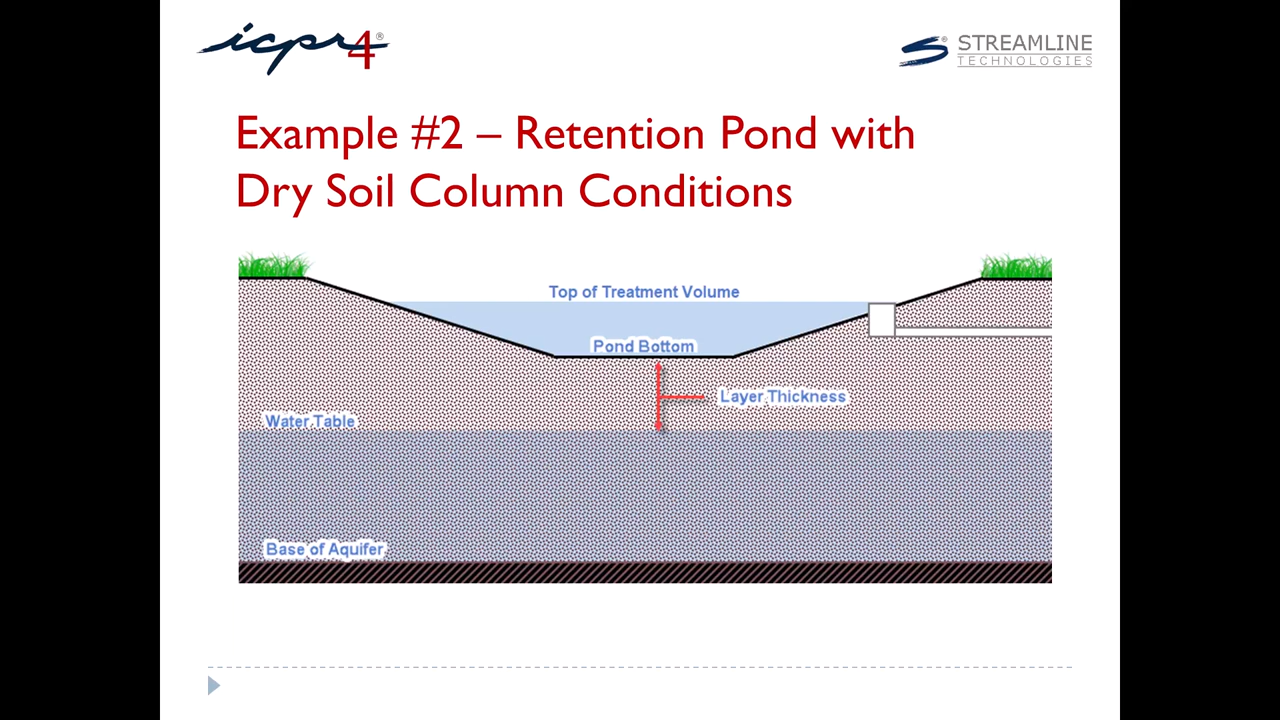 icpr4®
STREAMLINE
TECHNOLOGIES
Example #2 – Retention Pond with
Dry Soil Column Conditions
Top of Treatment Volume
Pond Bottom
Layer Thickness
Water Table
Base of Aquifer